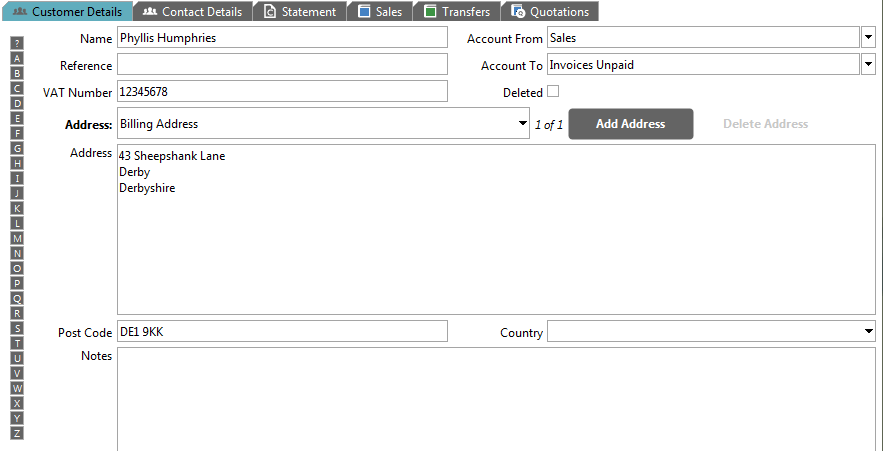 Customer Details Contact Details Statement Sales Transfers Quotations
Name Phyllis Humphries Account From Sales
Reference Account To Invoices Unpaid
VAT Number 12345678 Deleted
Address: Billing Address 1 of 1 Add Address Delete Address
Address 43 Sheepshank Lane
Derby
Derbyshire
Post Code DE1 9KK Country
Notes
?
A
B
C
D
E
F
G
H
I
J
K
L
M
N
O
P
Q
R
S
T
U
V
W
X
Y
Z